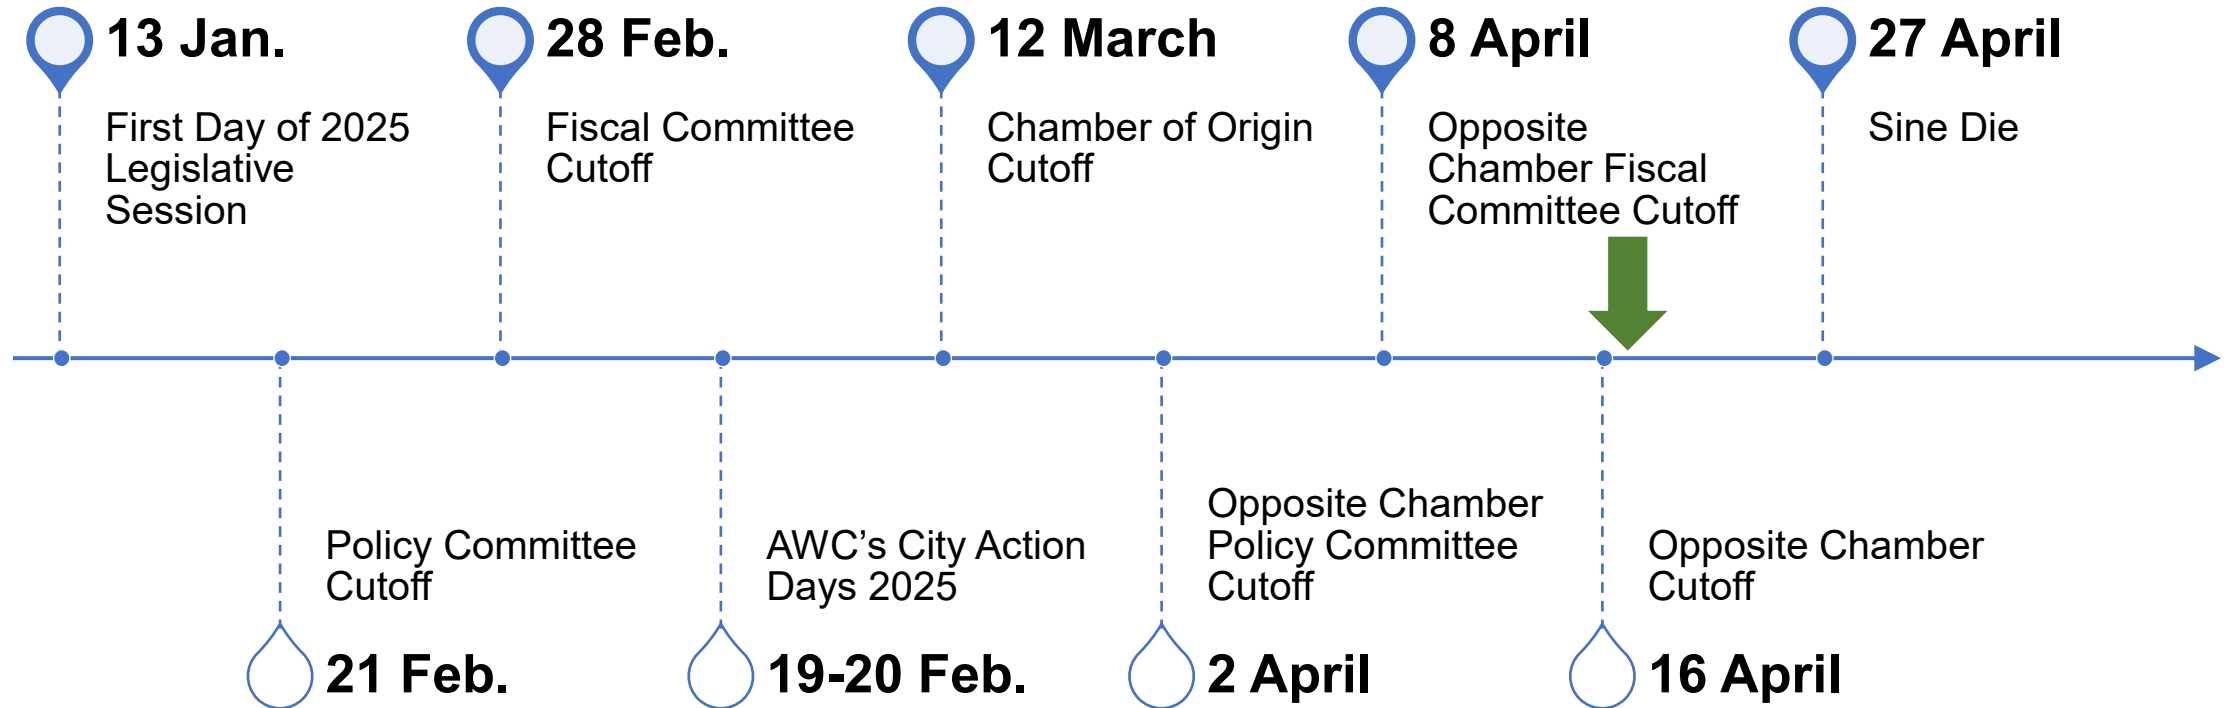 13 Jan.
First Day of 2025
Legislative
Session
28 Feb.
Fiscal Committee
Cutoff
12 March
Chamber of Origin
Cutoff
8 April
Opposite
Chamber Fiscal
Committee Cutoff
27 April
Sine Die
Policy Committee
Cutoff
21 Feb.
AWC’s City Action
Days 2025
19-20 Feb.
Opposite Chamber
Policy Committee
Cutoff
2 April
Opposite Chamber
Cutoff
16 April